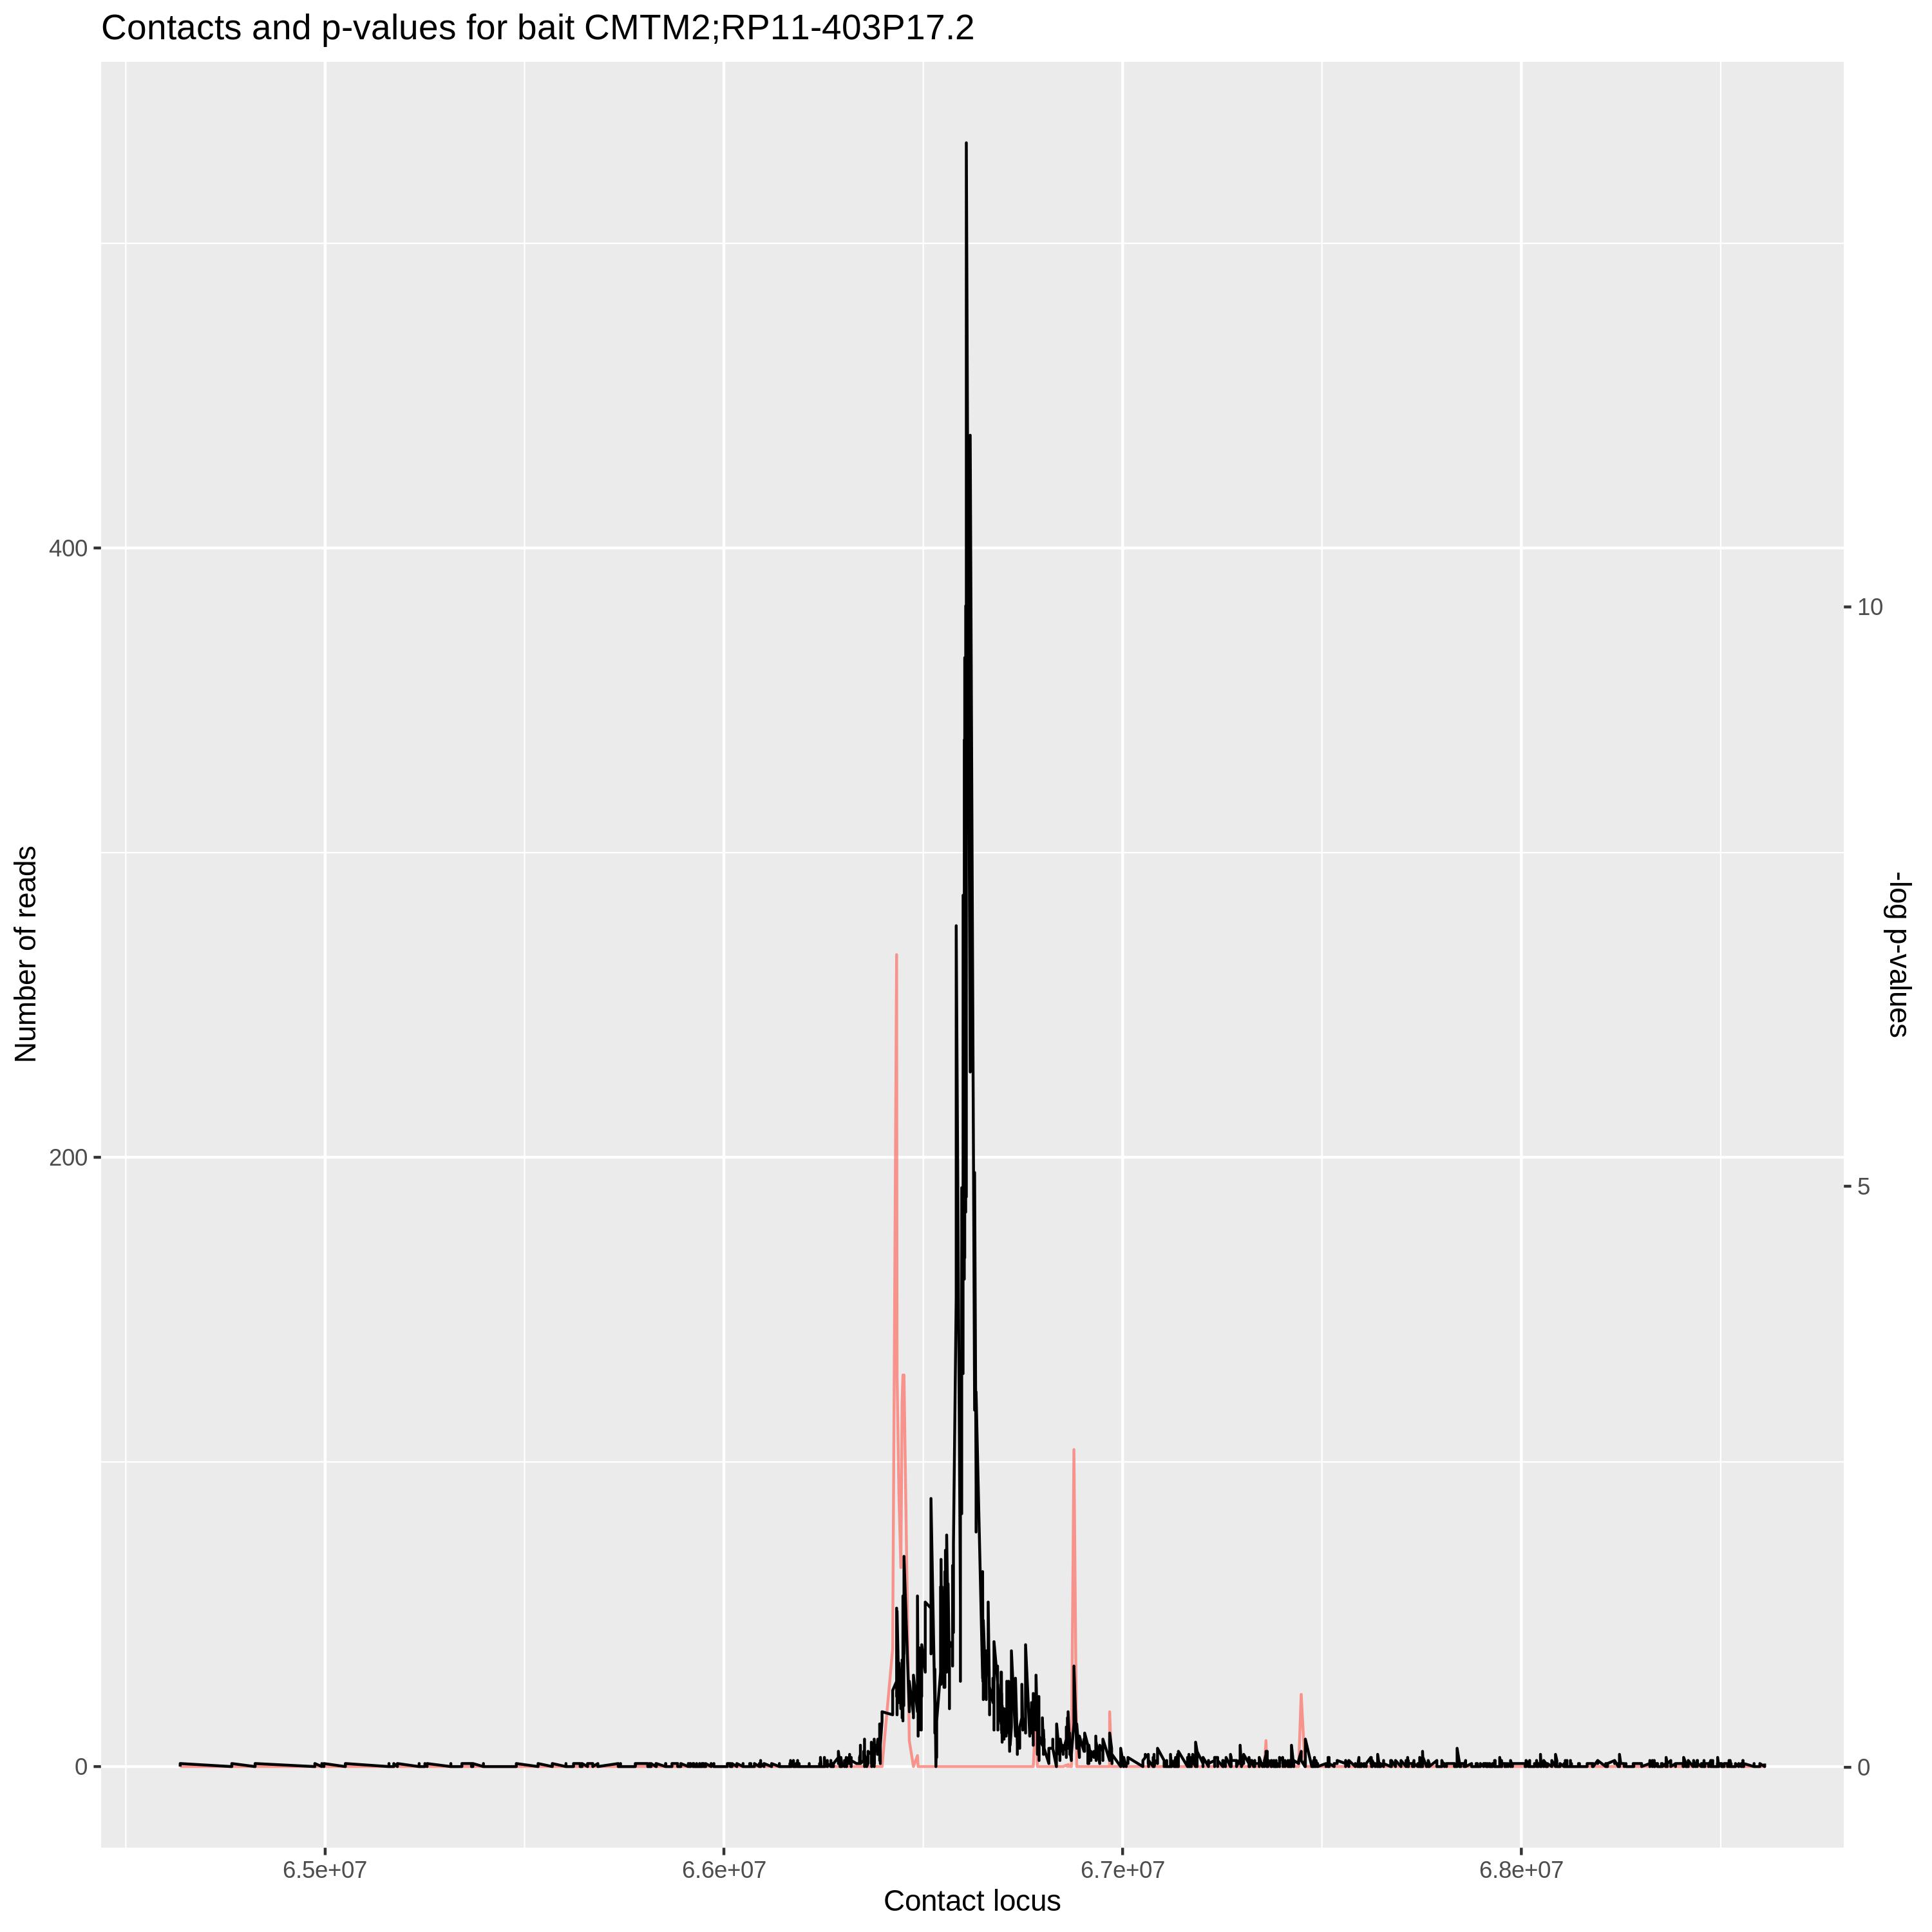 Contacts and p-values for bait CMTM2;RP11-403P17.2
400
200
0
Number of reads
10
5
0
-log p-values
6.5e+07 6.6e+07 6.7e+07 6.8e+07
Contact locus